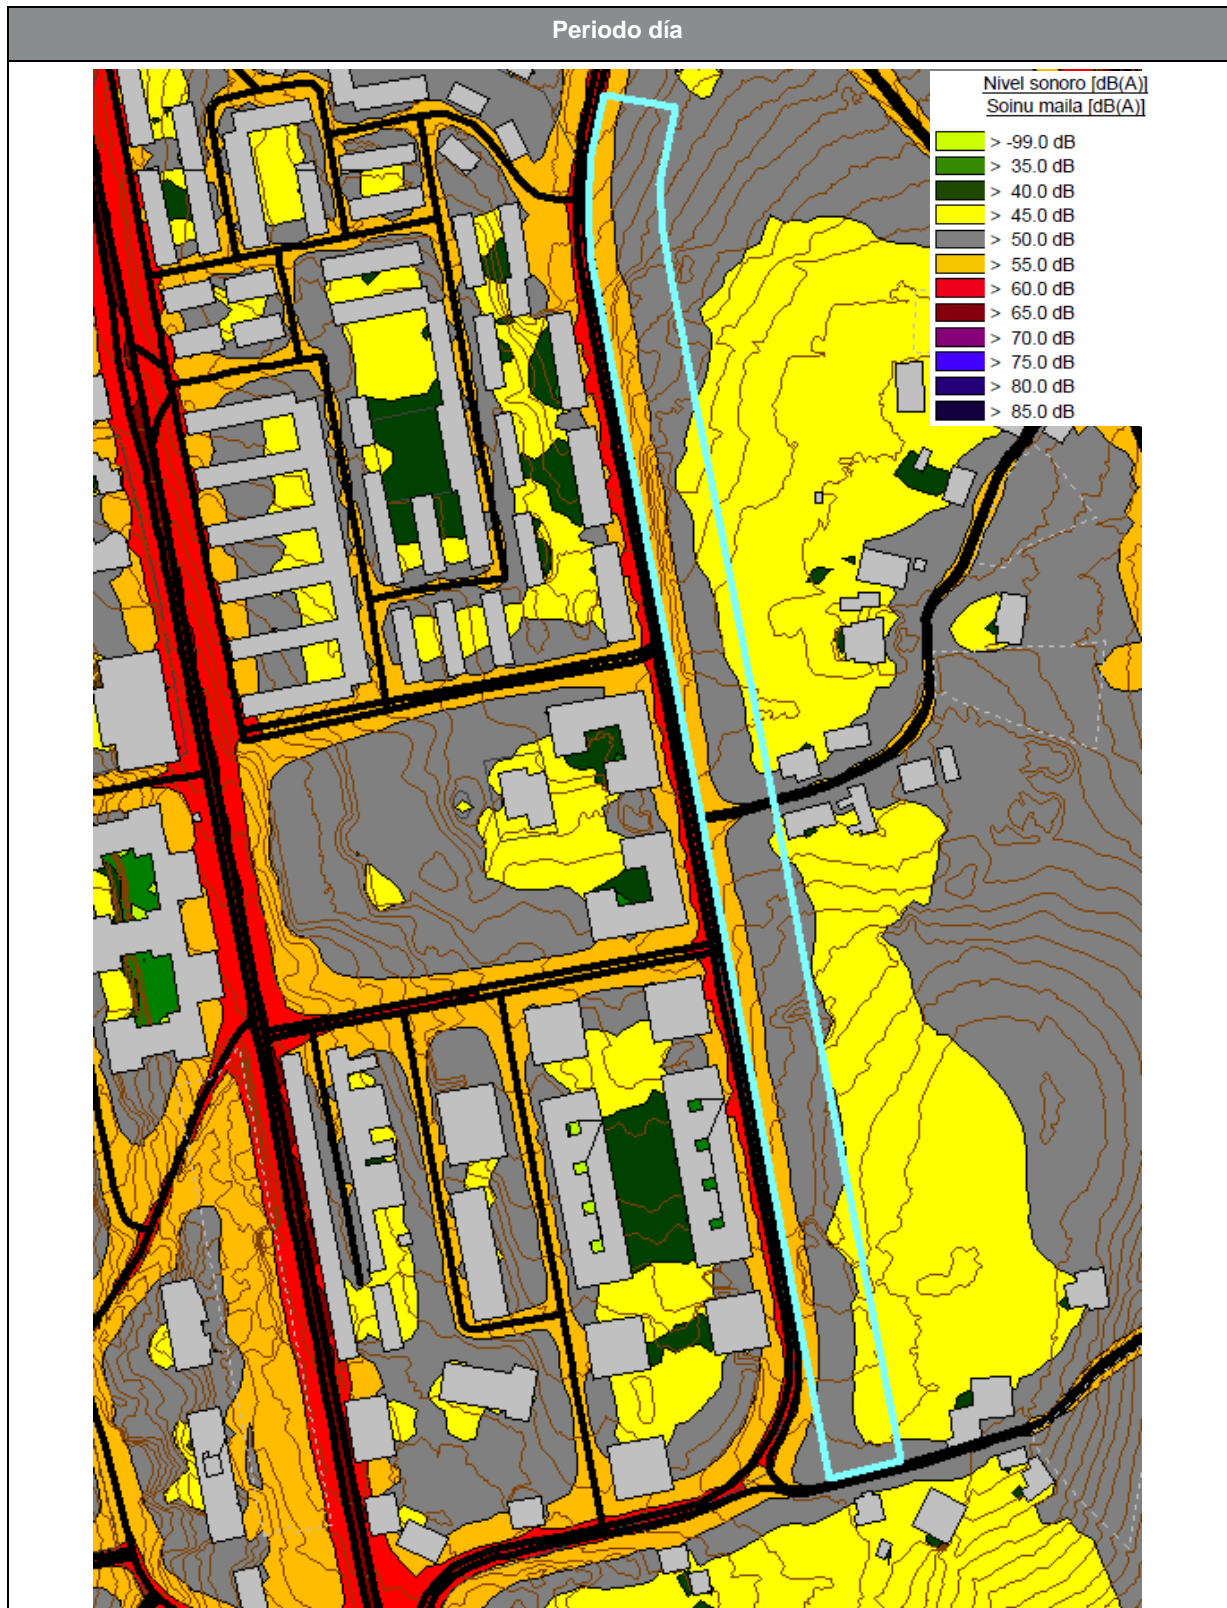 Periodo día
Nivel sonoro [dB(A)]
Soinu maila [dB(A)]
> -99.0 dB
> 35.0 dB
> 40.0 dB
> 45.0 dB
> 50.0 dB
> 55.0 dB
> 60.0 dB
> 65.0 dB
> 70.0 dB
> 75.0 dB
> 80.0 dB
> 85.0 dB